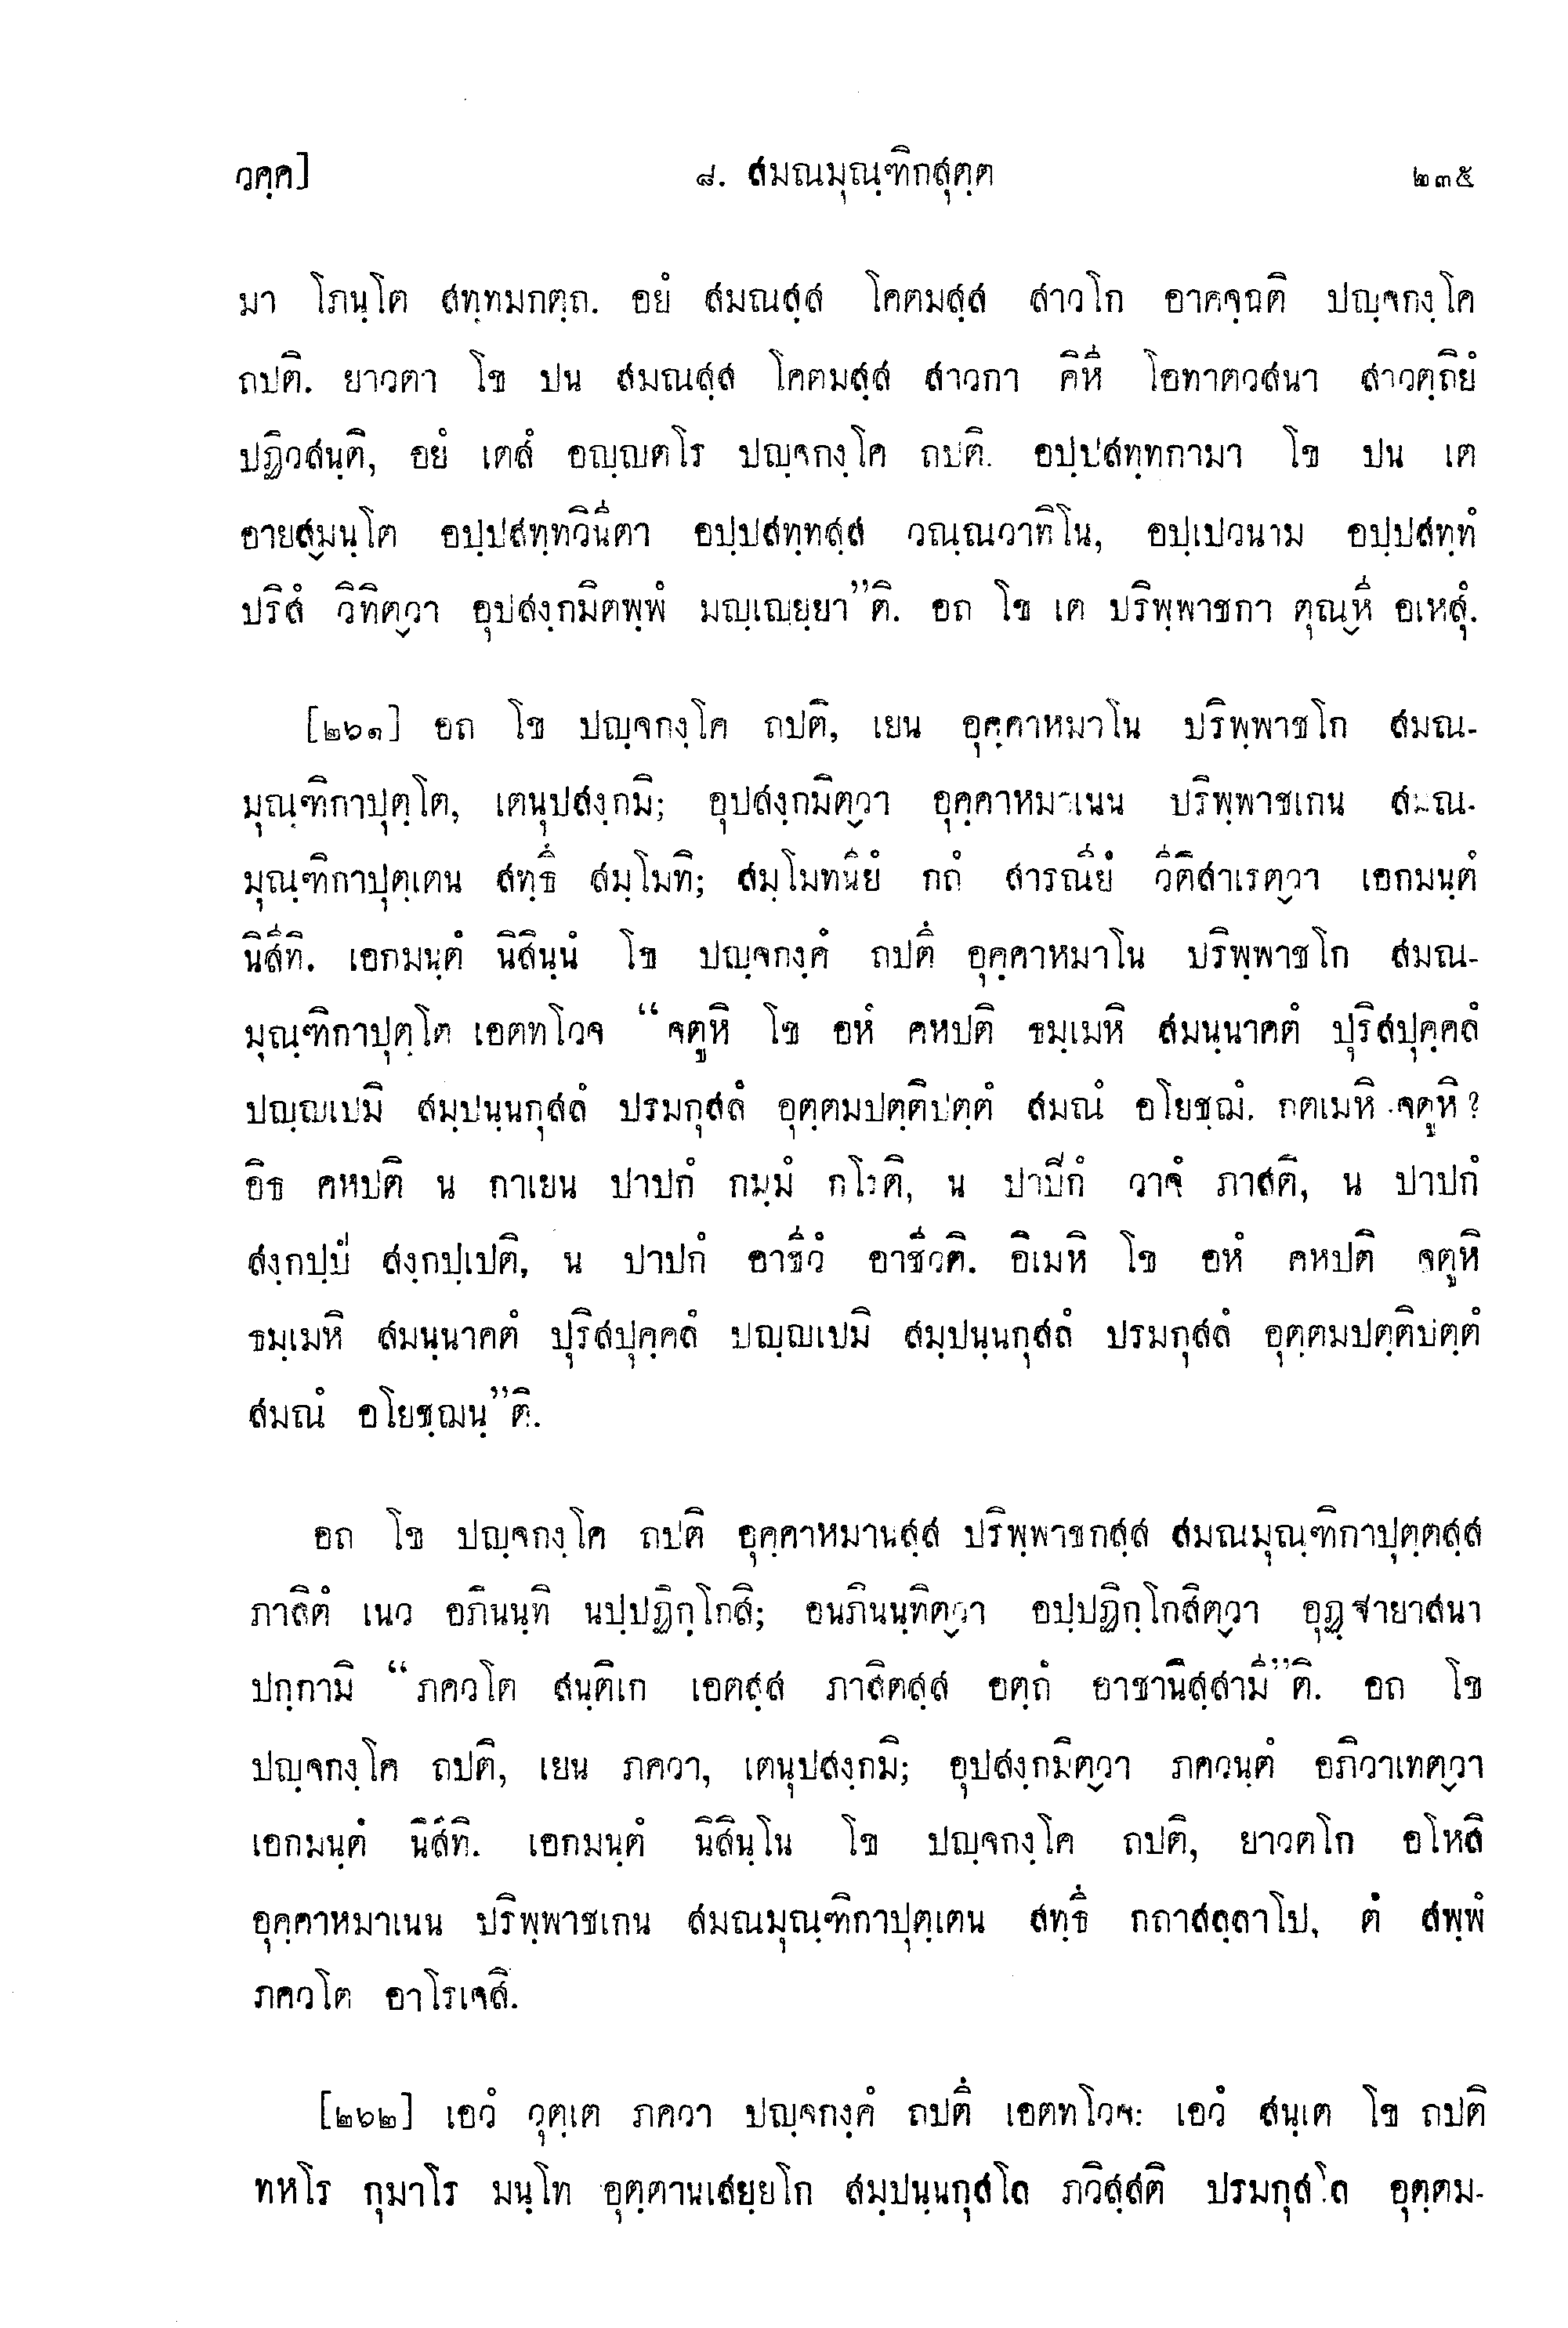 วคฺค]	๘. สมณมุณฺฑิกสุตฺต	๒๓๕
มา โภนฺโต สทฺทมกตฺถ. อยํ สมณสฺส โคตมสฺส สาวโก อาคจฺฉติ ปญฺจกงฺโค
ถปติ. ยาวตา โข ปน สมณสฺส โคตมสฺส สาวกา คิหี โอทาตวสนา สาวตฺถิยํ
ปฏิวสนฺติ, อยํ เตสํ อญฺญตโร ปญฺจกงฺโค ถปติ. อปฺปสทฺทกามา โข ปน เต
อายสฺมนฺโต อปฺปสทฺทวินีตา อปฺปสทฺทสฺส วณฺณวาทิโน, อปฺเปวนาม อปฺปสทฺทํ
ปริสํ วิทิตฺวา อุปสงฺกมิตพฺพํ มญฺเญยฺยา”ติ. อถ โข เต ปริพฺพาชกา ตุณฺหี อเหสุํ.
[๒๖๑] อถ โข ปญฺจกงฺโค ถปติ, เยน อุคฺคาหมาโน ปริพฺพาชโก สมณ-
มุณฺฑิกาปุตฺโต, เตนุปสงฺกมิ; อุปสงฺกมิตฺวา อุคฺคาหมาเนน ปริพฺพาชเกน สมณ-
มุณฺฑิกาปุตฺเตน สทฺธึ สมฺโมทิ; สมฺโมทนียํ กถํ สารณียํ วีติสาเรตฺวา เอกมนฺตํ
นิสีทิ. เอกมนฺตํ นิสินฺนํ โข ปญฺจกงฺคํ ถปตึ อุคฺคาหมาโน ปริพฺพาชโก สมณ-
มุณฺฑิกาปุตฺโต เอตทโวจ “จตูหิ โข อหํ คหปติ ธมฺเมหิ สมนฺนาคตํ ปุริสปุคฺคลํ
ปญฺญเปมิ สมฺปนฺนกุสลํ ปรมกุสลํ อุตฺตมปตฺติปตฺตํ สมณํ อโยชฺฌํ. กตเมหิ จตูหิ ?
อิธ คหปติ น กาเยน ปาปกํ กมฺมํ กโรติ, น ปาปิกํ วาจํ ภาสติ, น ปาปกํ
สงฺกปฺปํ สงฺกปฺเปติ, น ปาปกํ อาชีวํ อาชีวติ. อิเมหิ โข อหํ คหปติ จตูหิ
ธมฺเมหิ สมนฺนาคตํ ปุริสปุคฺคลํ ปญฺญเปมิ สมฺปนฺนกุสลํ ปรมกุสลํ อุตฺตมปตฺติปตฺตํ
สมณํ อโยชฺฌนฺ”ติ.
อถ โข ปญฺจกงฺโค ถปติ อุคฺคาหมานสฺส ปริพฺพาชกสฺส สมณมุณฺฑิกาปุตฺตสฺส
ภาสิตํ เนว อภินนฺทิ นปฺปฏิกฺโกสิ; อนภินนฺทิตฺวา อปฺปฏิกฺโกสิตฺวา อุฏฺฐายาสนา
ปกฺกามิ “ภควโต สนฺติเก เอตสฺส ภาสิตสฺส อตฺถํ อาชานิสฺสามี”ติ. อถ โข
ปญฺจกงฺโค ถปติ, เยน ภควา, เตนุปสงฺกมิ; อุปสงฺกมิตฺวา ภควนฺตํ อภิวาเทตฺวา
เอกมนฺตํ นิสีทิ. เอกมนฺตํ นิสินฺโน โข ปญฺจกงฺโค ถปติ, ยาวตโก อโหสิ
อุคฺคาหมาเนน ปริพฺพาชเกน สมณมุณฺฑิกาปุตฺเตน สทฺธึ กถาสลฺลาโป, ตํ สพฺพํ
ภควโต อาโรเจสิ.
[๒๖๒] เอวํ วุตฺเต ภควา ปญฺจกงฺคํ ถปตึ เอตทโวจ: เอวํ สนฺเต โข ถปติ
ทหโร กุมาโร มนฺโท อุตฺตานเสยฺยโก สมฺปนฺนกุสโล ภวิสฺสติ ปรมกุสโล อุตฺตม-